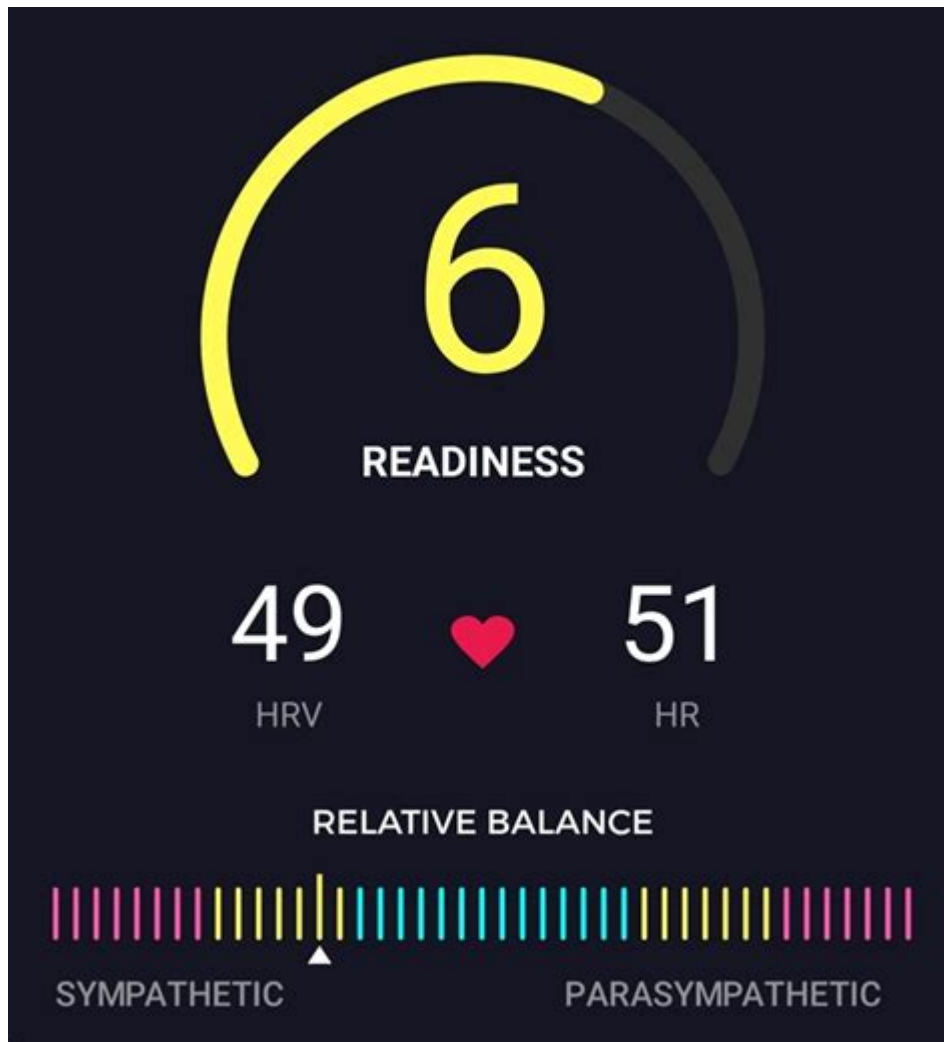 6
READINESS
49 51
HRV HR
RELATIVE BALANCE
SYMPATHETIC PARASYMPATHETIC